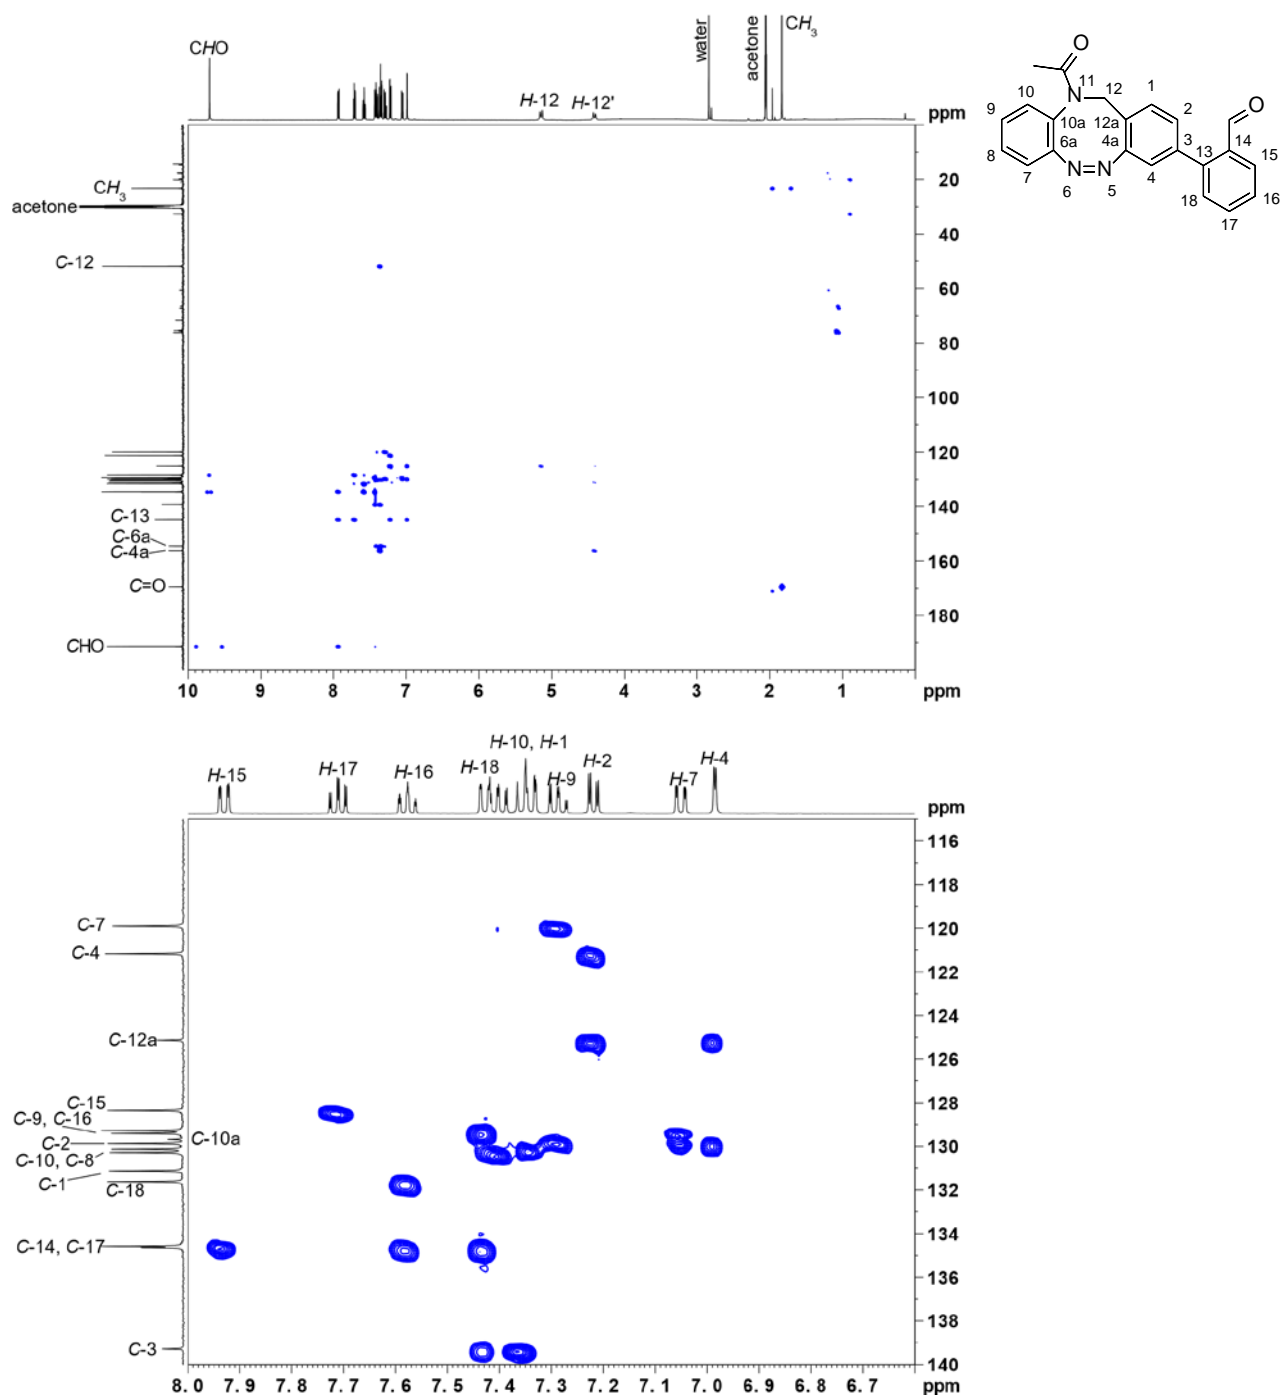 CHO
water
acetone
CH3
H-12
H-12'
ppm
CH3
acetone
C-12
C-13
C-6a
C-4a
C=O
CHO
20
40
60
80
100
120
140
160
180
10 9 8 7 6 5 4 3 2 1 ppm
O
N 11 12 1
10 2
9 10a 12a O
8 6a 4a 3 14
7 N=N 4 13 15
6 5 18 16
17
H-10, H-1
H-15 H-17 H-16 H-18 H-9 H-2 H-7 H-4
ppm
C-7
C-4
C-12a
C-15
C-9, C-16
C-10a
C-2
C-10, C-8
C-1
C-18
C-14, C-17
C-3
116
118
120
122
124
126
128
130
132
134
136
138
140
8.0 7.9 7.8 7.7 7.6 7.5 7.4 7.3 7.2 7.1 7.0 6.9 6.8 6.7 ppm